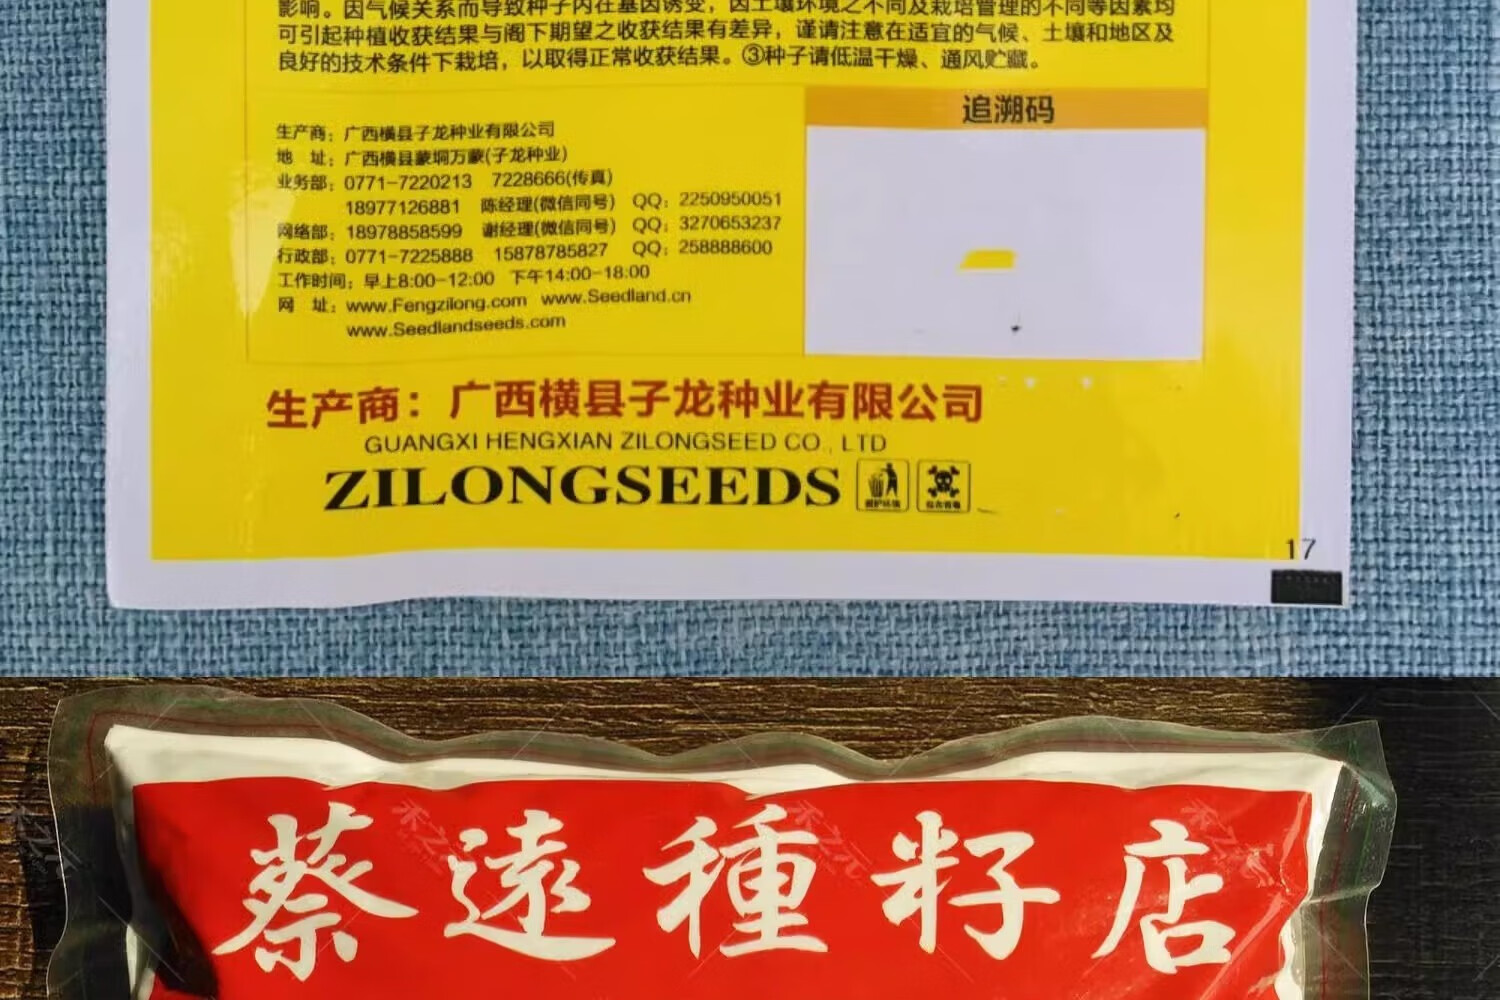 影响。因气候关系而导致种子内在基因诱变，因土壤环境之不同及栽培管理的不同等因素均
可引起种植收获结果与阁下期望之收获结果有差异，谨请注意在适宜的气候、土壤和地区及
良好的技术条件下栽培，以取得正常收获结果。③种子请低温干燥、通风贮藏。
追溯码
生产商：广西横县子龙种业有限公司
地 址：广西横县蒙垌万蒙(子龙种业)
业务部：0771-7220213 7228666(传真)
18977126881 陈经理(微信同号) QQ：2250950051
网络部：18978858599 谢经理(微信同号) QQ：3270653237
行政部：0771-7225888 15878785827 QQ：258888600
工作时间：早上8:00-12:00 下午14:00-18:00
网 址：www.Fengzilong.com www.Seedland.cn
www.Seedlandseeds.com
生产商：广西横县子龙种业有限公司
GUANGXI HENGXIAN ZILONGSEED CO., LTD
ZILONGSEEDS
17
蔡遠種籽店
禾之元
禾之元
禾之元
禾之元